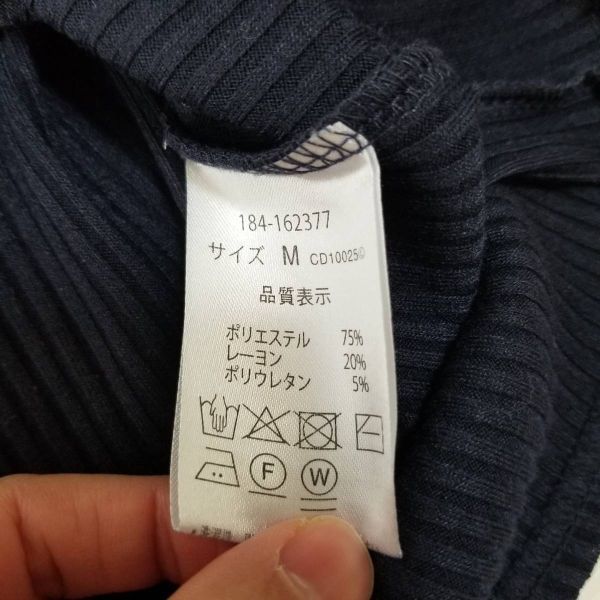 184-162377
サイズ M CD10025
品質表示
ポリエステル 75%
レーヨン 20%
ポリウレタン 5%
F W